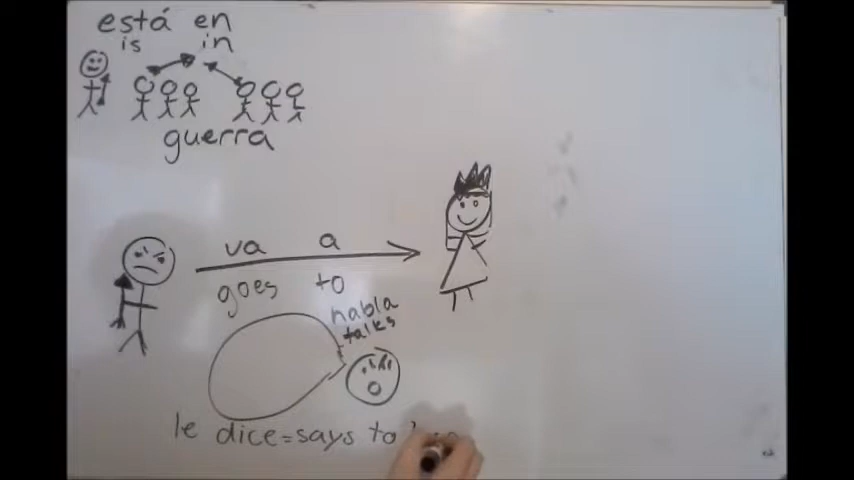 está en
is in
guerra
va a
goes to
habla
talks
le dice=says to